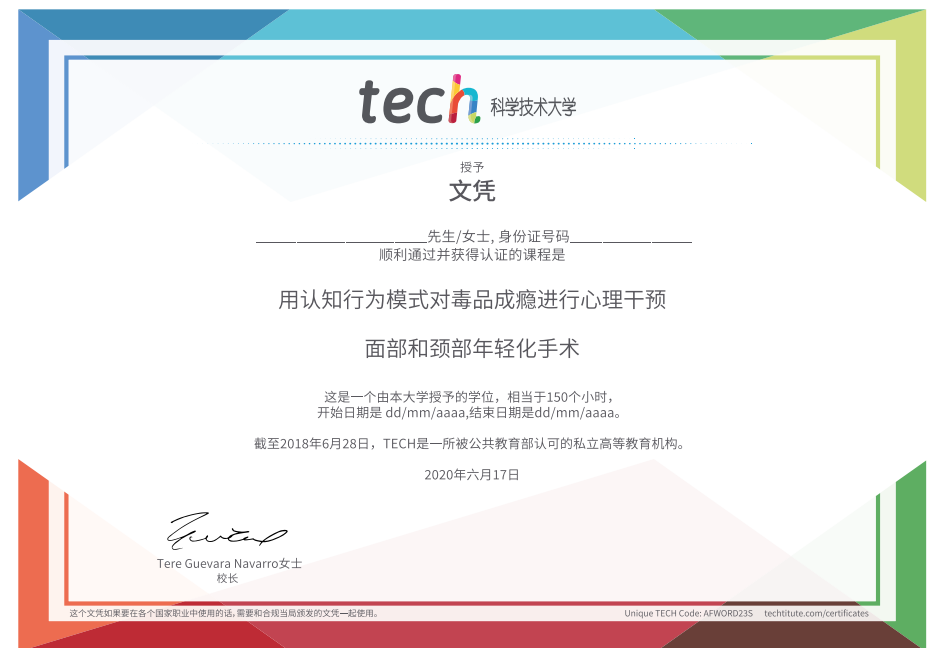 tech 科学技术大学
授予
文凭
____________________先生/女士, 身份证号码______________
顺利通过并获得认证的课程是
用认知行为模式对毒品成瘾进行心理干预
面部和颈部年轻化手术
这是一个由本大学授予的学位，相当于150个小时，
开始日期是 dd/mm/aaaa,结束日期是dd/mm/aaaa。
截至2018年6月28日，TECH是一所被公共教育部认可的私立高等教育机构。
2020年六月17日
Tere Guevara Navarro女士
校长
这个文凭如果要在各个国家职业中使用的话,需要和合规当局颁发的文凭一起使用。 Unique TECH Code: AFWORD23S techtitute.com/certificates